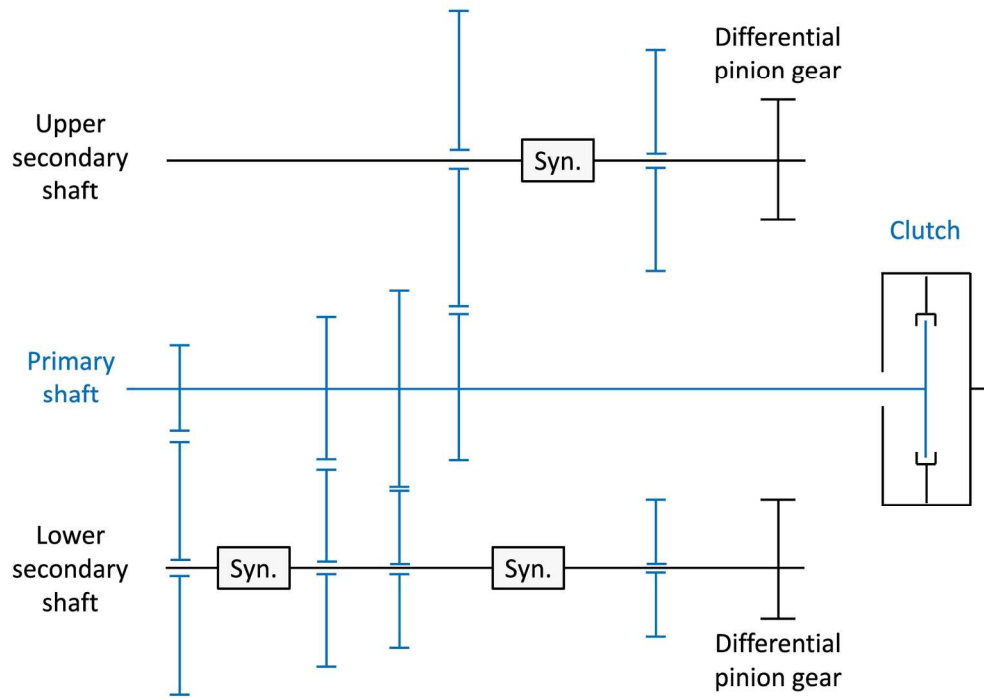 Differential
pinion gear
Upper
secondary
shaft
Syn.
Clutch
Primary
shaft
Lower
secondary
shaft
Syn.
Syn.
Differential
pinion gear